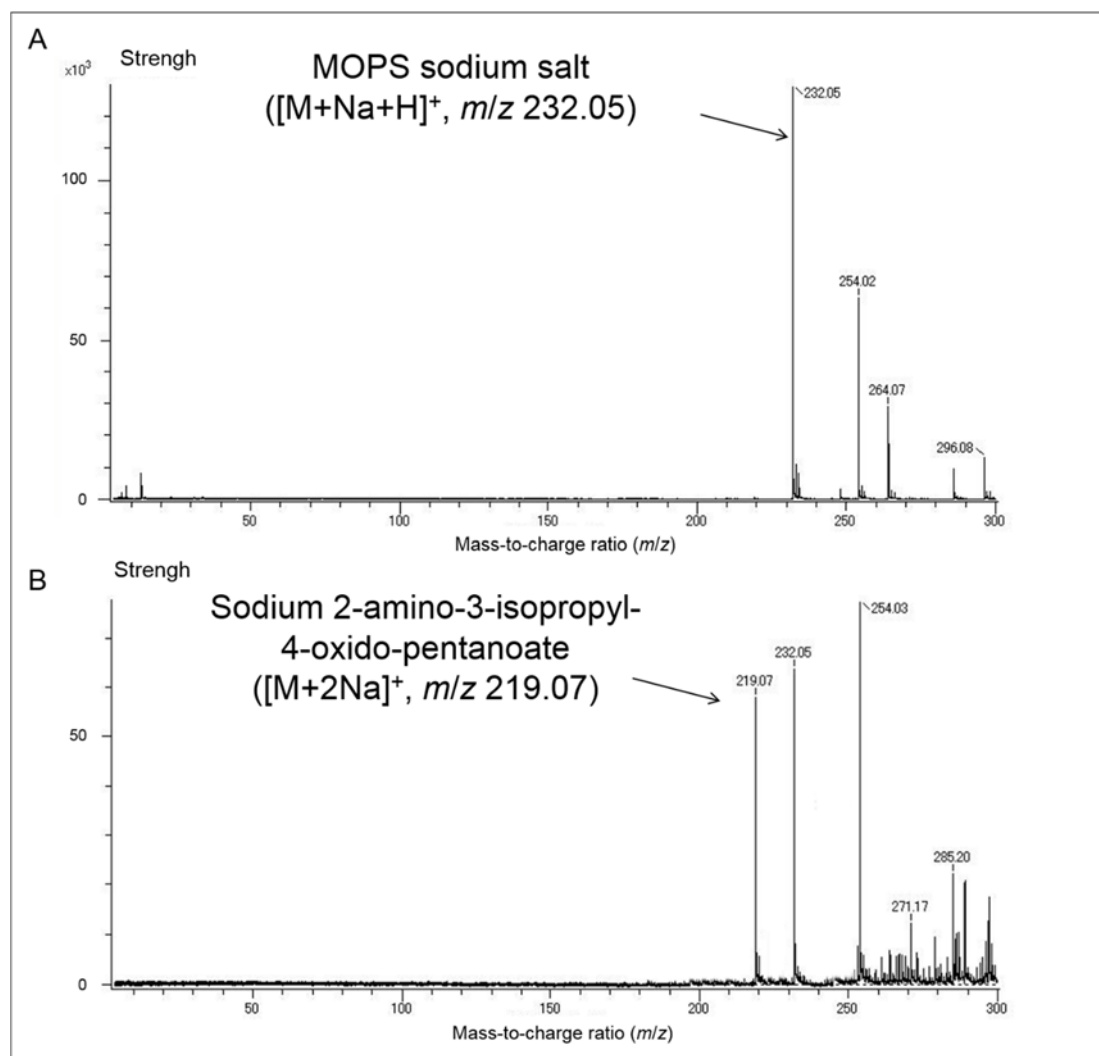 A
Strengh
×10³
MOPS sodium salt
([M+Na+H]⁺, m/z 232.05)
232.05
100
254.02
50
264.07
296.08
0
50
100
150
200
250
300
Mass-to-charge ratio (m/z)
B
Strengh
Sodium 2-amino-3-isopropyl-
4-oxido-pentanoate
([M+2Na]⁺, m/z 219.07)
254.03
232.05
219.07
50
285.20
271.17
0
50
100
150
200
250
300
Mass-to-charge ratio (m/z)